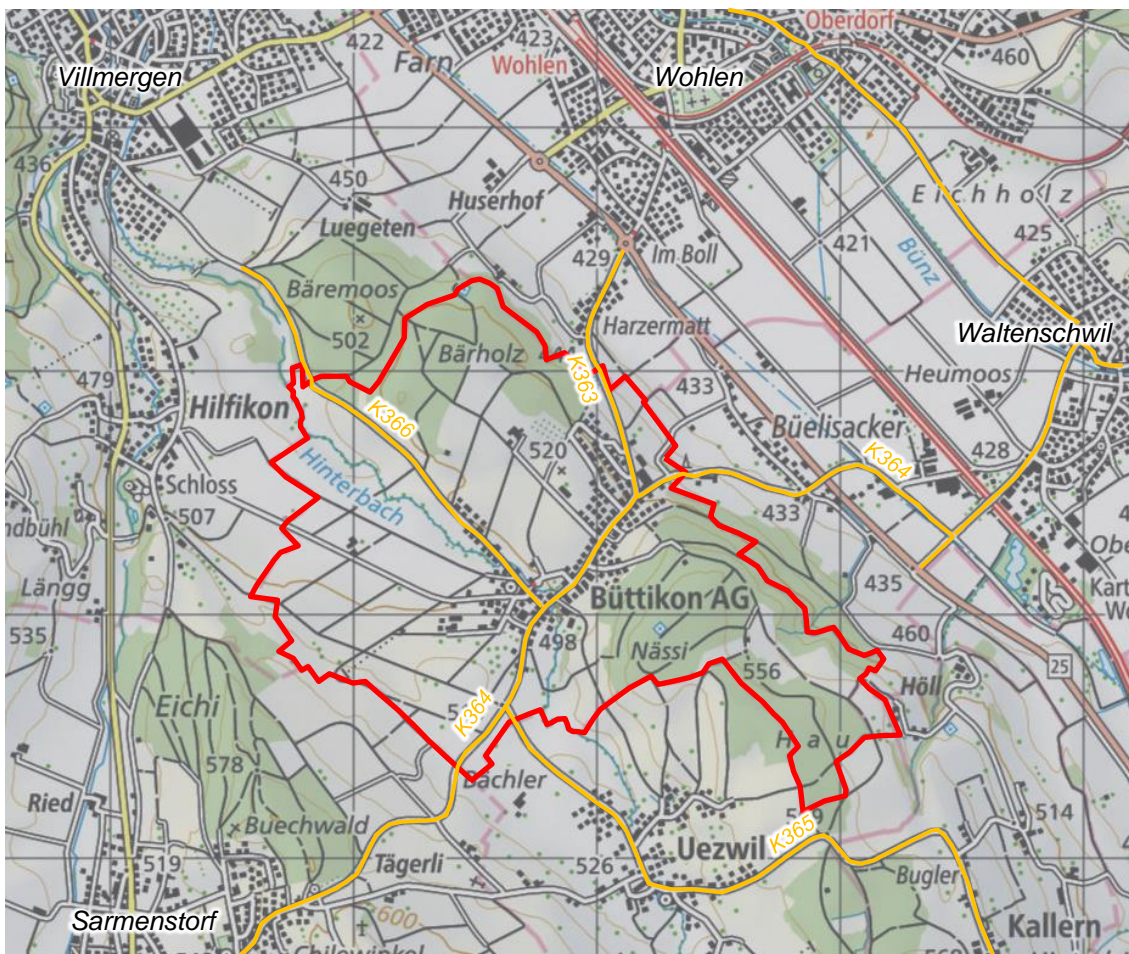 Oberdorf
422
423
460
Villmergen
Farn
Wohlen
Wohlen
436
450
Eichholz
Huserhof
Luegeten
429
Im Boll
421
Bünz
425
Bäremoos
502
Bärholz
Harzermatt
Waltenschwil
K363
479
433
Heumoos
Hilfikon
K366
Büelisacker
428
520
K364
Hinterbach
Schloss
507
433
Längg
435
Büttikon AG
535
498
460
Nässi
556
25
Eichi
Höll
K364
Hau
578
Bächler
Ried
Buechwald
514
K365
519
Uezwil
Tägerli
526
Bugler
Sarmenstorf
600
Kallern